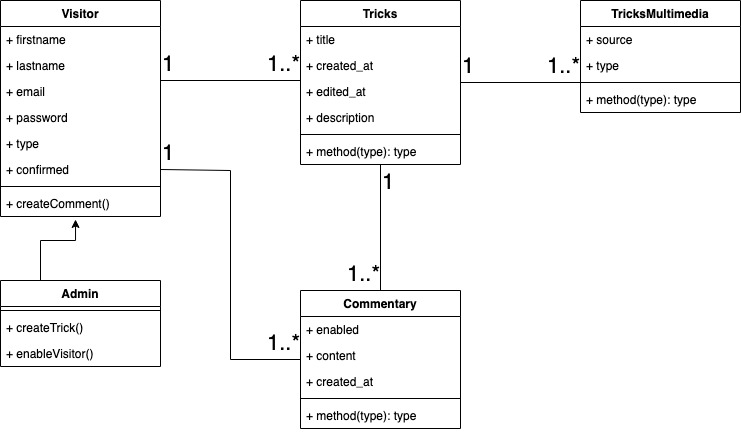 Visitor
+ firstname
+ lastname
+ email
+ password
+ type
+ confirmed
+ createComment()
1
1..*
Tricks
+ title
+ created_at
+ edited_at
+ description
+ method(type): type
1
1..*
TricksMultimedia
+ source
+ type
+ method(type): type
1
1..*
1
1..*
Admin
+ createTrick()
+ enableVisitor()
Commentary
+ enabled
+ content
+ created_at
+ method(type): type